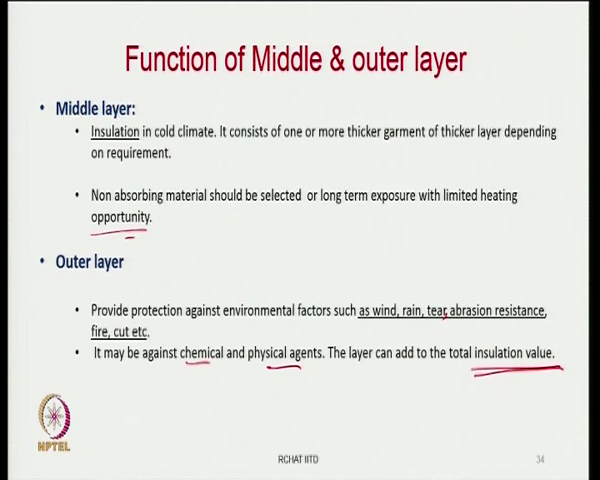 Function of Middle & outer layer
• Middle layer:
• Insulation in cold climate. It consists of one or more thicker garment of thicker layer depending
on requirement.
• Non absorbing material should be selected or long term exposure with limited heating
opportunity.
• Outer layer
• Provide protection against environmental factors such as wind, rain, tear, abrasion resistance,
fire, cut etc.
• It may be against chemical and physical agents. The layer can add to the total insulation value.
NPTEL
RCHAT IITD
34